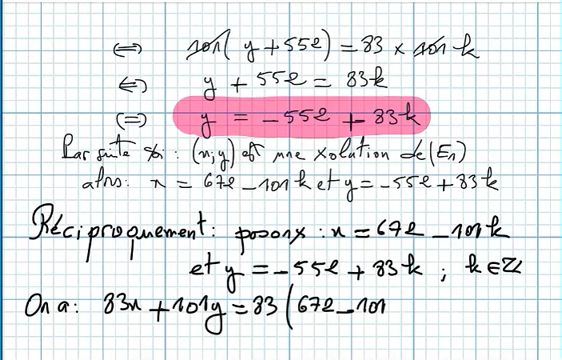 ⟺ 101(y + 552) = 83 × 101 k
⟺ y + 552 = 83k
⟺ y = -552 + 83k
Par suite si : (x;y) est une solution de (E1)
alors : x = 672 - 101k et y = -552 + 83k
Réciproquement : posons : x = 672 - 101k
et y = -552 + 83k ; k ∈ ℤ
On a : 83x + 101y = 83(672 - 101